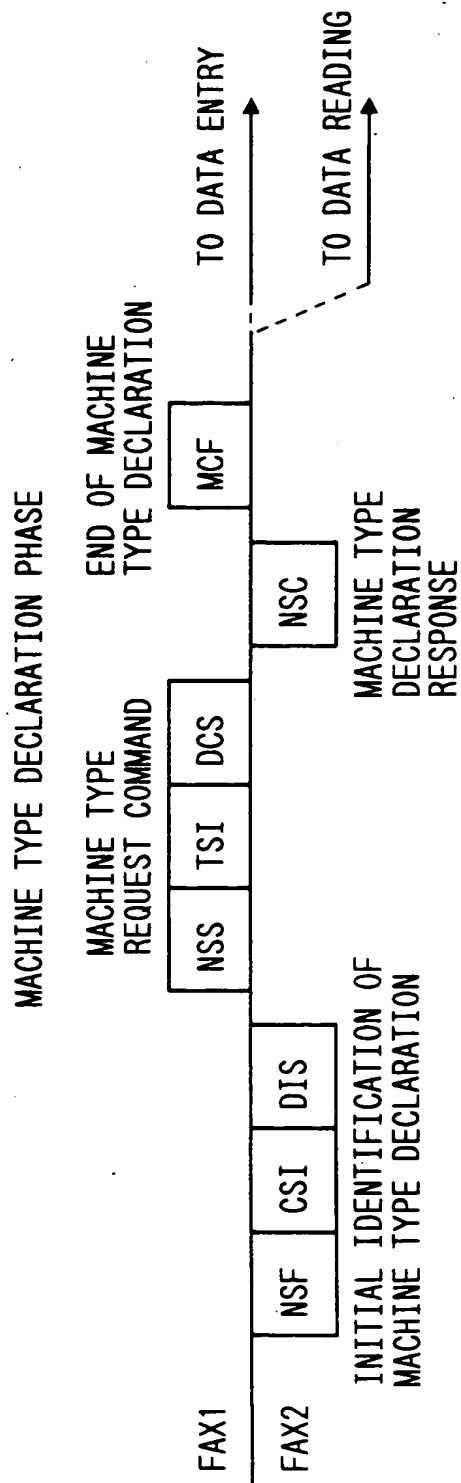 MACHINE TYPE DECLARATION PHASE
MACHINE TYPE
REQUEST COMMAND
END OF MACHINE
TYPE DECLARATION
FAX1
NSS
TSI
DCS
MCF
TO DATA ENTRY
FAX2
NSF
CSI
DIS
NSC
TO DATA READING
INITIAL IDENTIFICATION OF
MACHINE TYPE DECLARATION
MACHINE TYPE
DECLARATION
RESPONSE